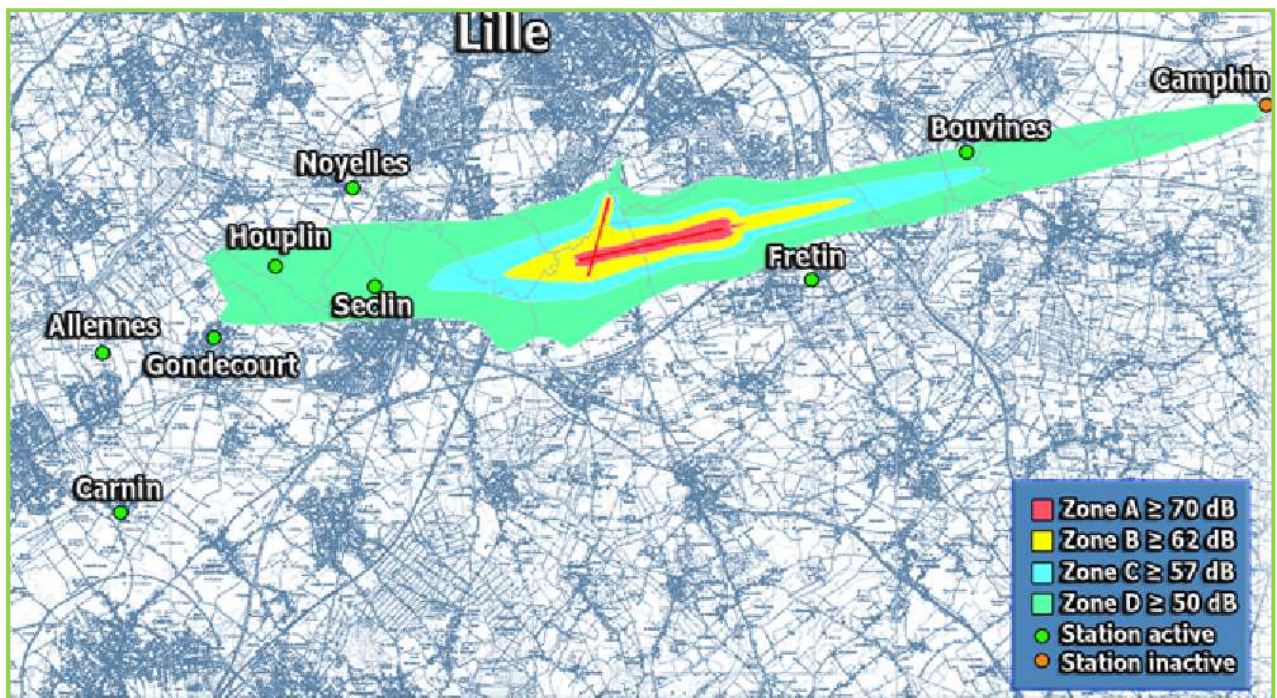 Lille
Camphin
Bouvines
Noyelles
Houplin
Fretin
Seclin
Allennes
Gondecourt
Carnin
Zone A ≥ 70 dB
Zone B ≥ 62 dB
Zone C ≥ 57 dB
Zone D ≥ 50 dB
Station active
Station inactive